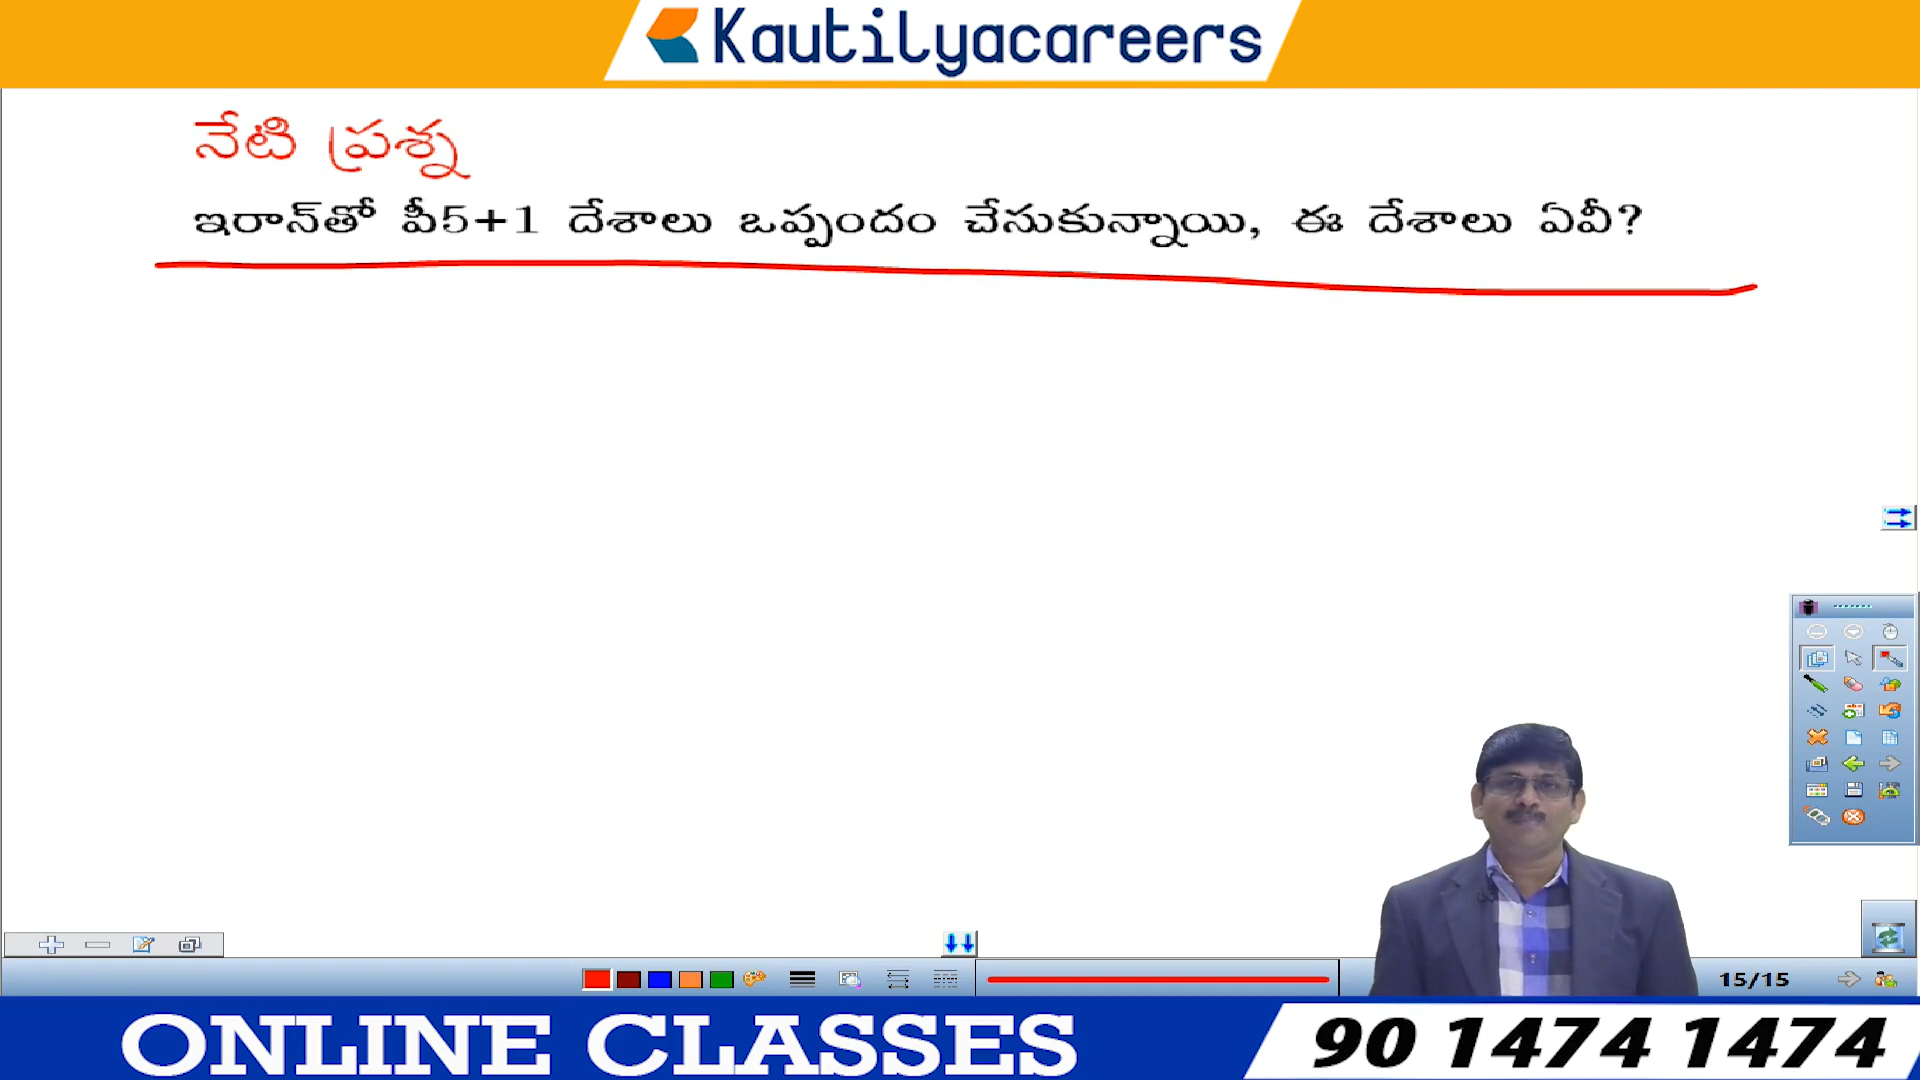 Kautilyacareers
నేటి ప్రశ్న
ఇరాన్‌తో పీ5+1 దేశాలు ఒప్పందం చేసుకున్నాయి, ఈ దేశాలు ఏవీ?
15/15
ONLINE CLASSES
90 1474 1474